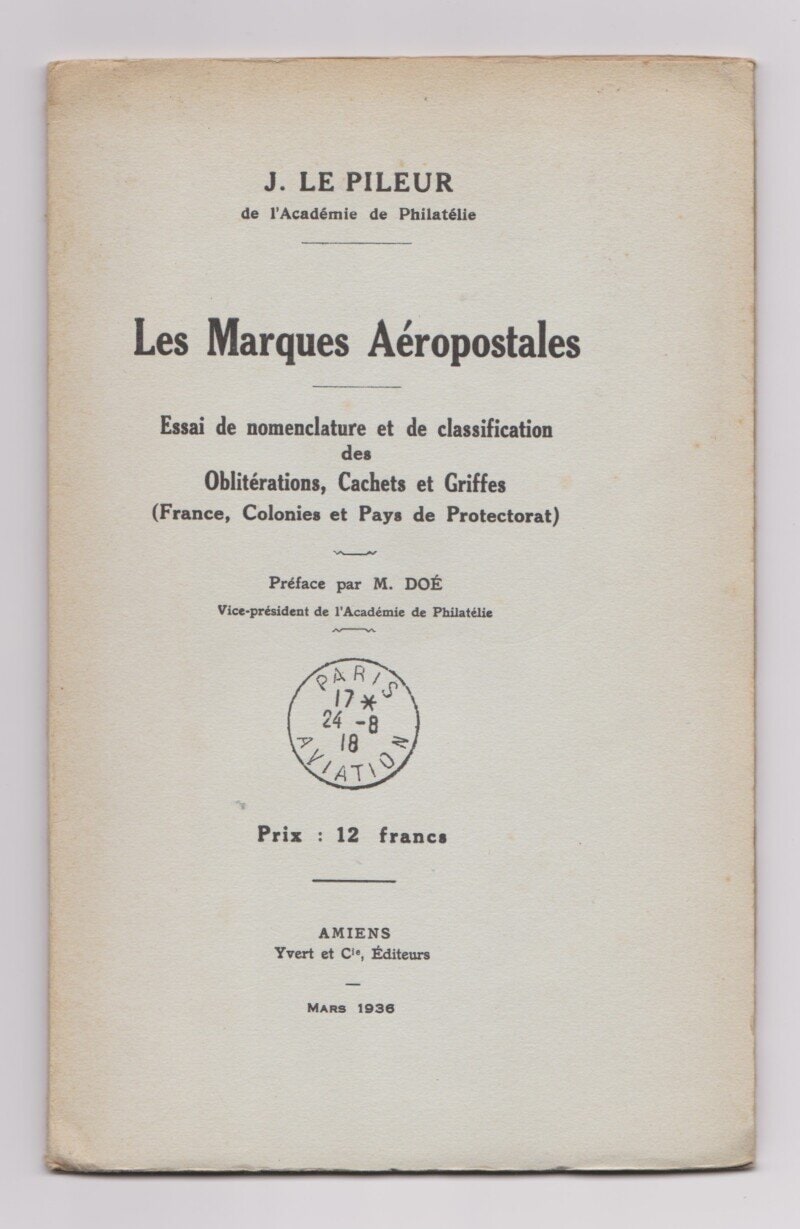 J. LE PILEUR
de l'Académie de Philatélie
Les Marques Aéropostales
Essai de nomenclature et de classification
des
Oblitérations, Cachets et Griffes
(France, Colonies et Pays de Protectorat)
Préface par M. DOÉ
Vice-président de l'Académie de Philatélie
PARIS
17*
24 -8
18
AVIATION
Prix : 12 francs
AMIENS
Yvert et Cie, Éditeurs
MARS 1936